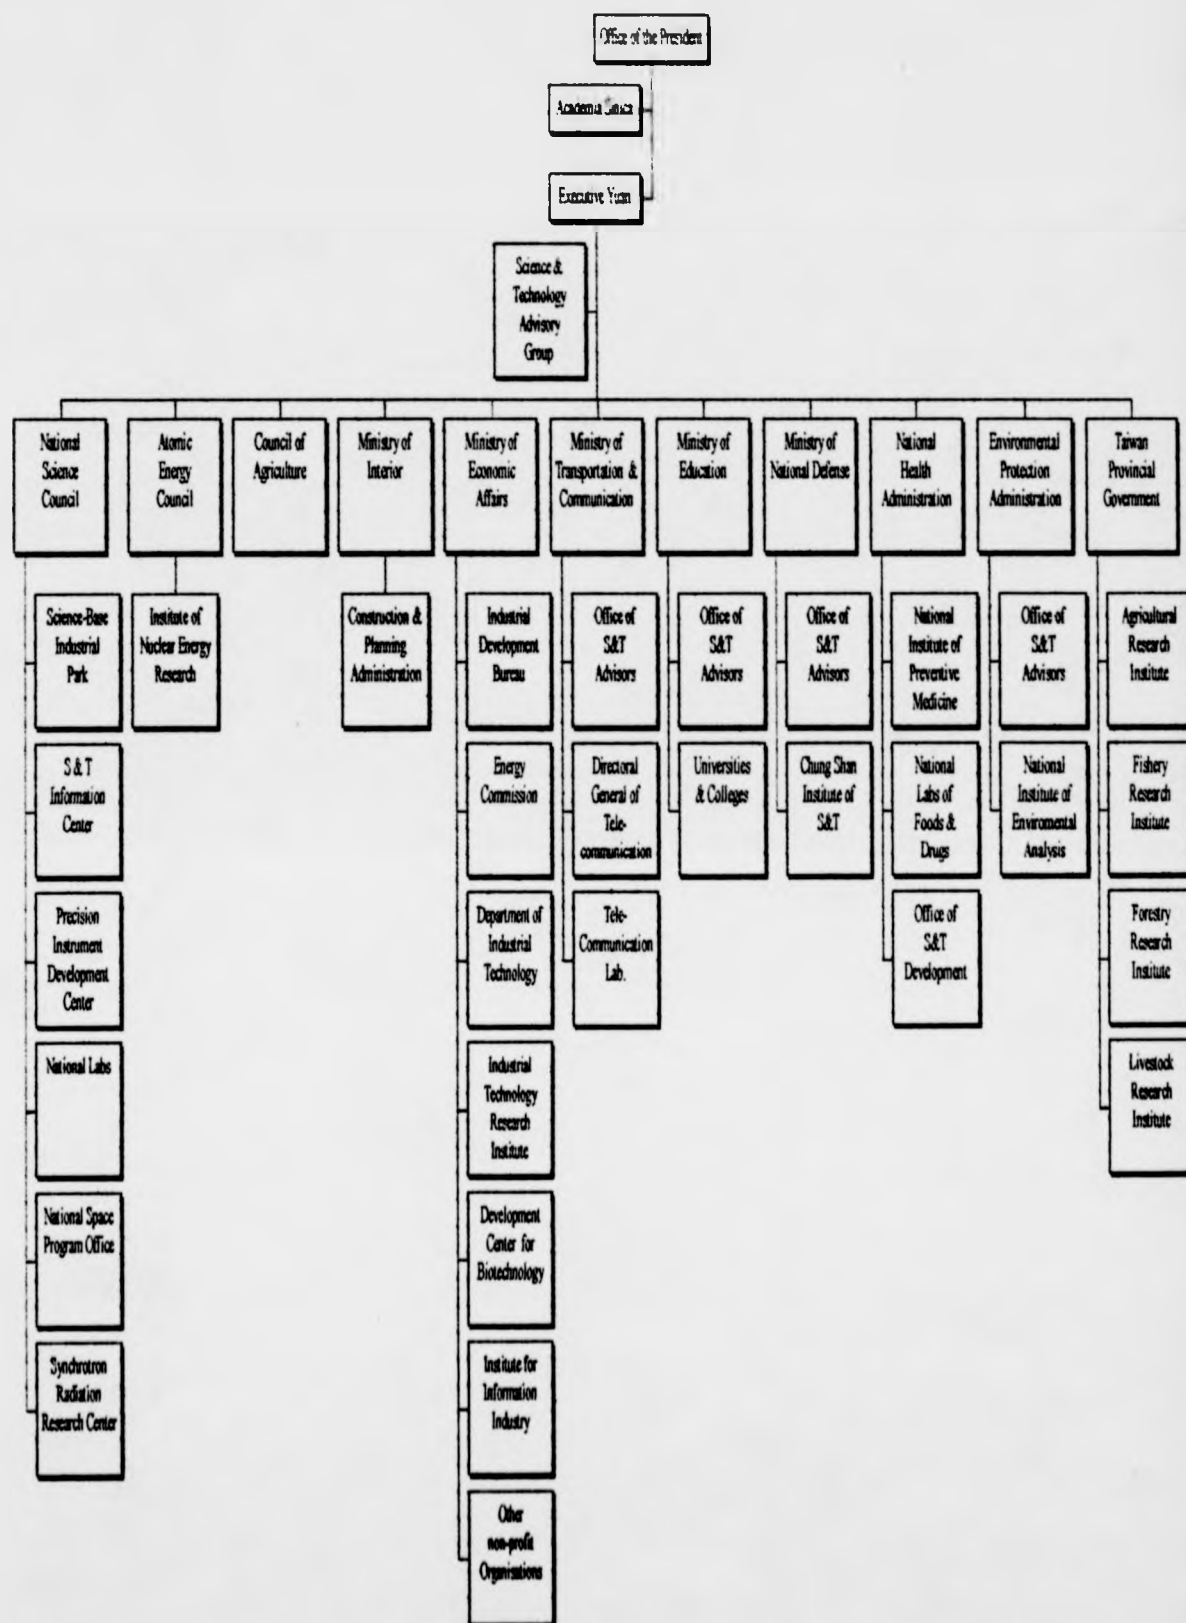 Office of the President
Academia Sinica
Executive Yuan
Science &
Technology
Advisory
Group
National
Science
Council
Atomic
Energy
Council
Council of
Agriculture
Ministry of
Interior
Ministry of
Economic
Affairs
Ministry of
Transportation &
Communication
Ministry of
Education
Ministry of
National Defense
National
Health
Administration
Environmental
Protection
Administration
Taiwan
Provincial
Government
Science-Base
Industrial
Park
Institute of
Nuclear Energy
Research
Construction &
Planning
Administration
Industrial
Development
Bureau
Office of
S&T
Advisors
Office of
S&T
Advisors
Office of
S&T
Advisors
National
Institute of
Preventive
Medicine
Office of
S&T
Advisors
Agricultural
Research
Institute
S & T
Information
Center
Energy
Commission
Directoral
General of
Tele-
communication
Universities
& Colleges
Chung Shan
Institute of
S&T
National
Labs of
Foods &
Drugs
National
Institute of
Enviromental
Analysis
Fishery
Research
Institute
Precision
Instrument
Development
Center
Department of
Industrial
Technology
Tele-
Communication
Lab.
Office of
S&T
Development
Forestry
Research
Institute
National Labs
Industrial
Technology
Research
Institute
Livestock
Research
Institute
National Space
Program Office
Development
Center for
Biotechnology
Synchrotron
Radiation
Research Center
Institute for
Information
Industry
Other
non-profit
Organisations